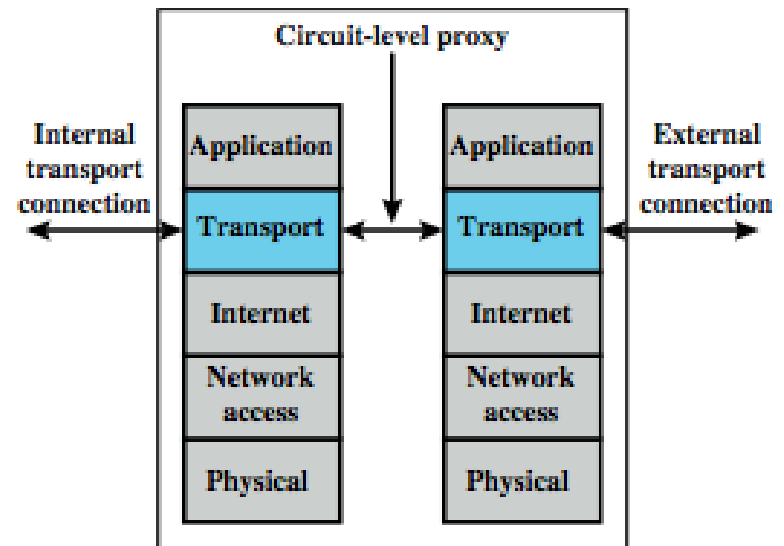 Circuit-level proxy
Internal
transport
connection
External
transport
connection
Application
Transport
Internet
Network
access
Physical
Application
Transport
Internet
Network
access
Physical